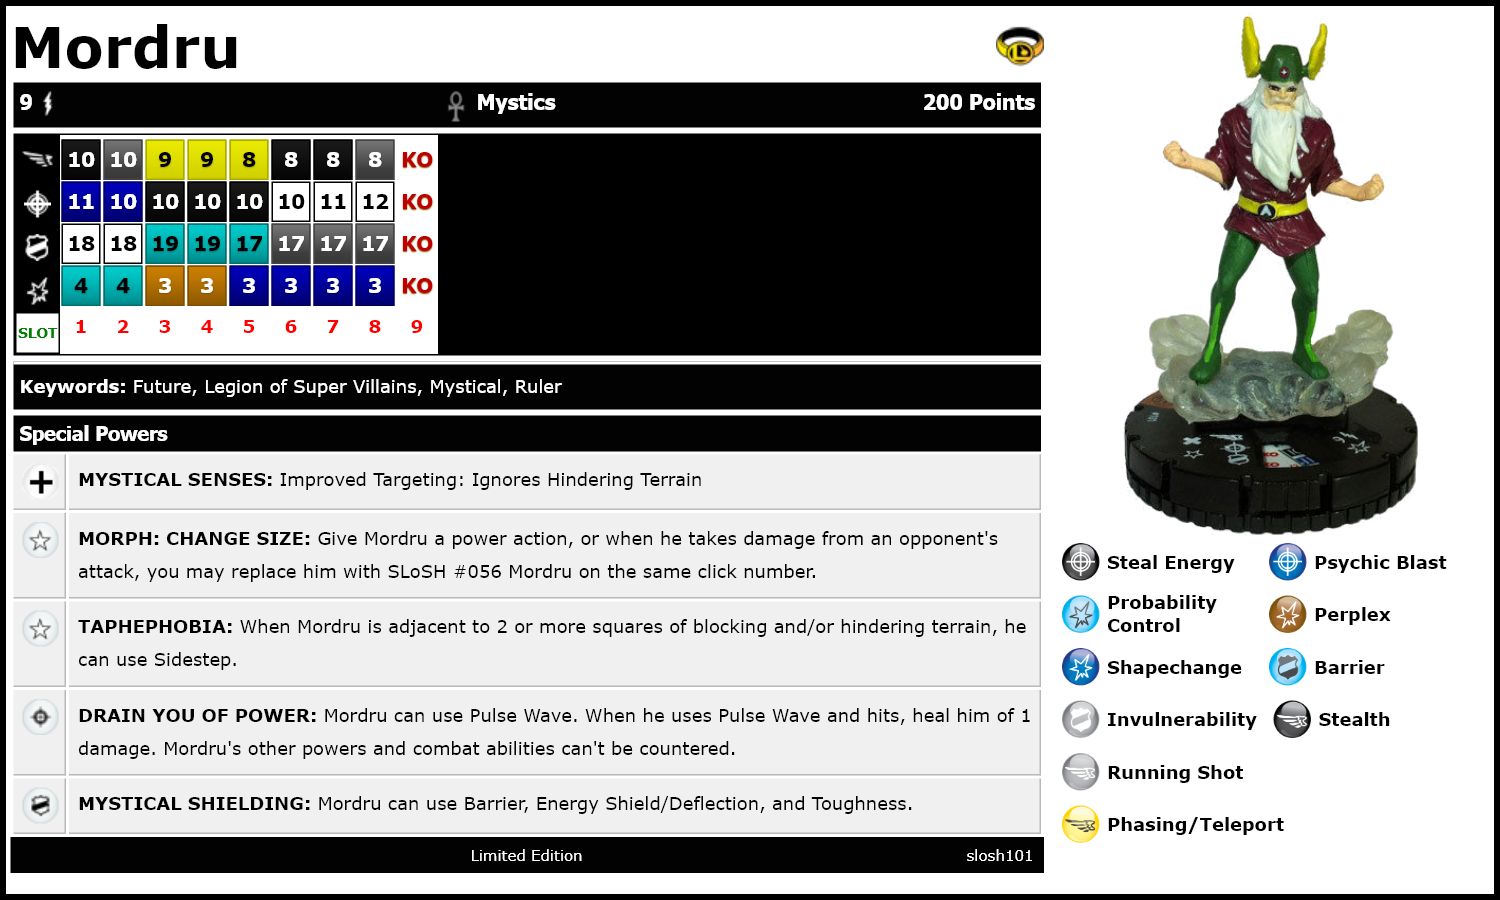 Mordru
9 Mystics 200 Points
10 10 9 9 8 8 8 8 KO
11 10 10 10 10 10 11 12 KO
18 18 19 19 17 17 17 17 KO
4 4 3 3 3 3 3 3 KO
SLOT 1 2 3 4 5 6 7 8 9
Keywords: Future, Legion of Super Villains, Mystical, Ruler
Special Powers
MYSTICAL SENSES: Improved Targeting: Ignores Hindering Terrain
MORPH: CHANGE SIZE: Give Mordru a power action, or when he takes damage from an opponent's
attack, you may replace him with SLoSH #056 Mordru on the same click number.
TAPHEPHOBIA: When Mordru is adjacent to 2 or more squares of blocking and/or hindering terrain, he
can use Sidestep.
DRAIN YOU OF POWER: Mordru can use Pulse Wave. When he uses Pulse Wave and hits, heal him of 1
damage. Mordru's other powers and combat abilities can't be countered.
MYSTICAL SHIELDING: Mordru can use Barrier, Energy Shield/Deflection, and Toughness.
Limited Edition slosh101
Steal Energy Psychic Blast
Probability
Control
Perplex
Shapechange Barrier
Invulnerability Stealth
Running Shot
Phasing/Teleport